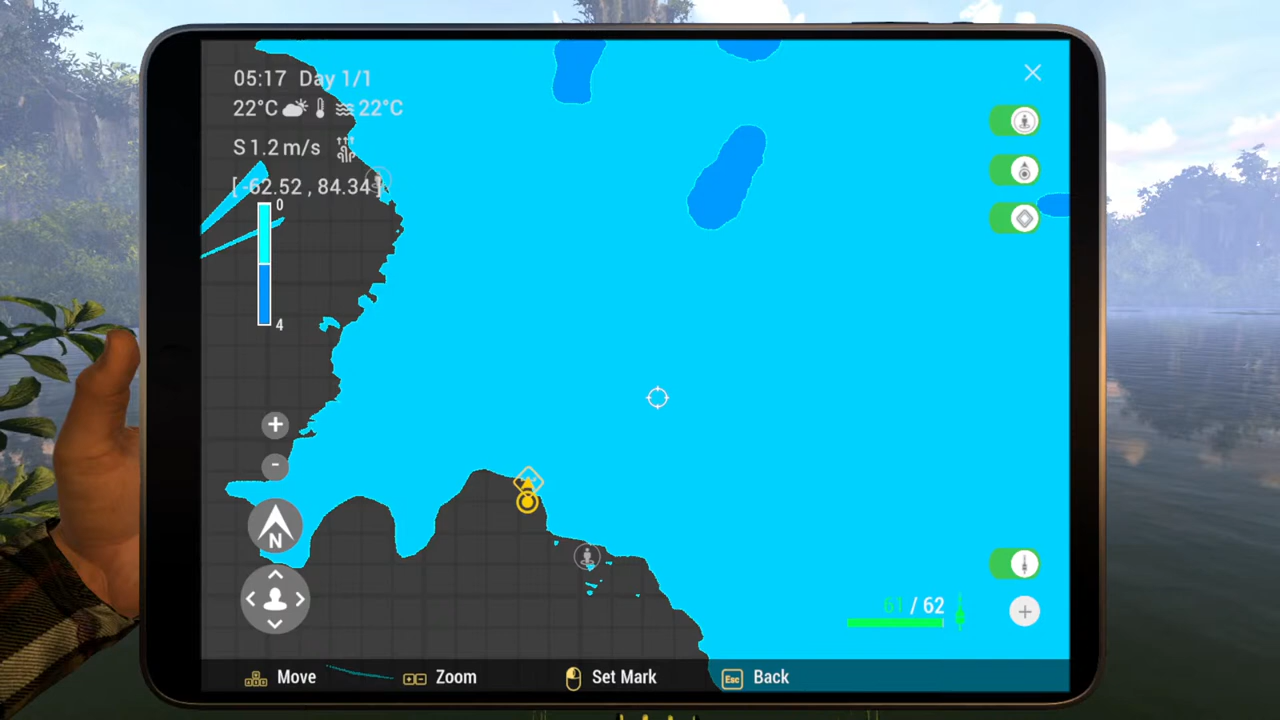 05:17 Day 1/1
22°C 22°C
S 1.2 m/s
[ -62.52 , 84.34 ]
0
4
+
-
N
61 / 62
Move
Zoom
Set Mark
Esc Back